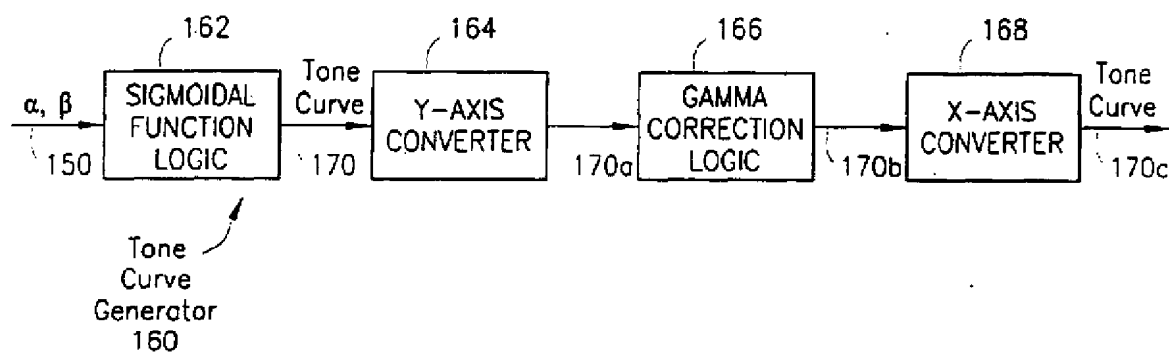 162
164
166
168
α, β
150
SIGMOIDAL
FUNCTION
LOGIC
Tone
Curve
170
Y-AXIS
CONVERTER
170a
GAMMA
CORRECTION
LOGIC
170b
X-AXIS
CONVERTER
Tone
Curve
170c
Tone
Curve
Generator
160